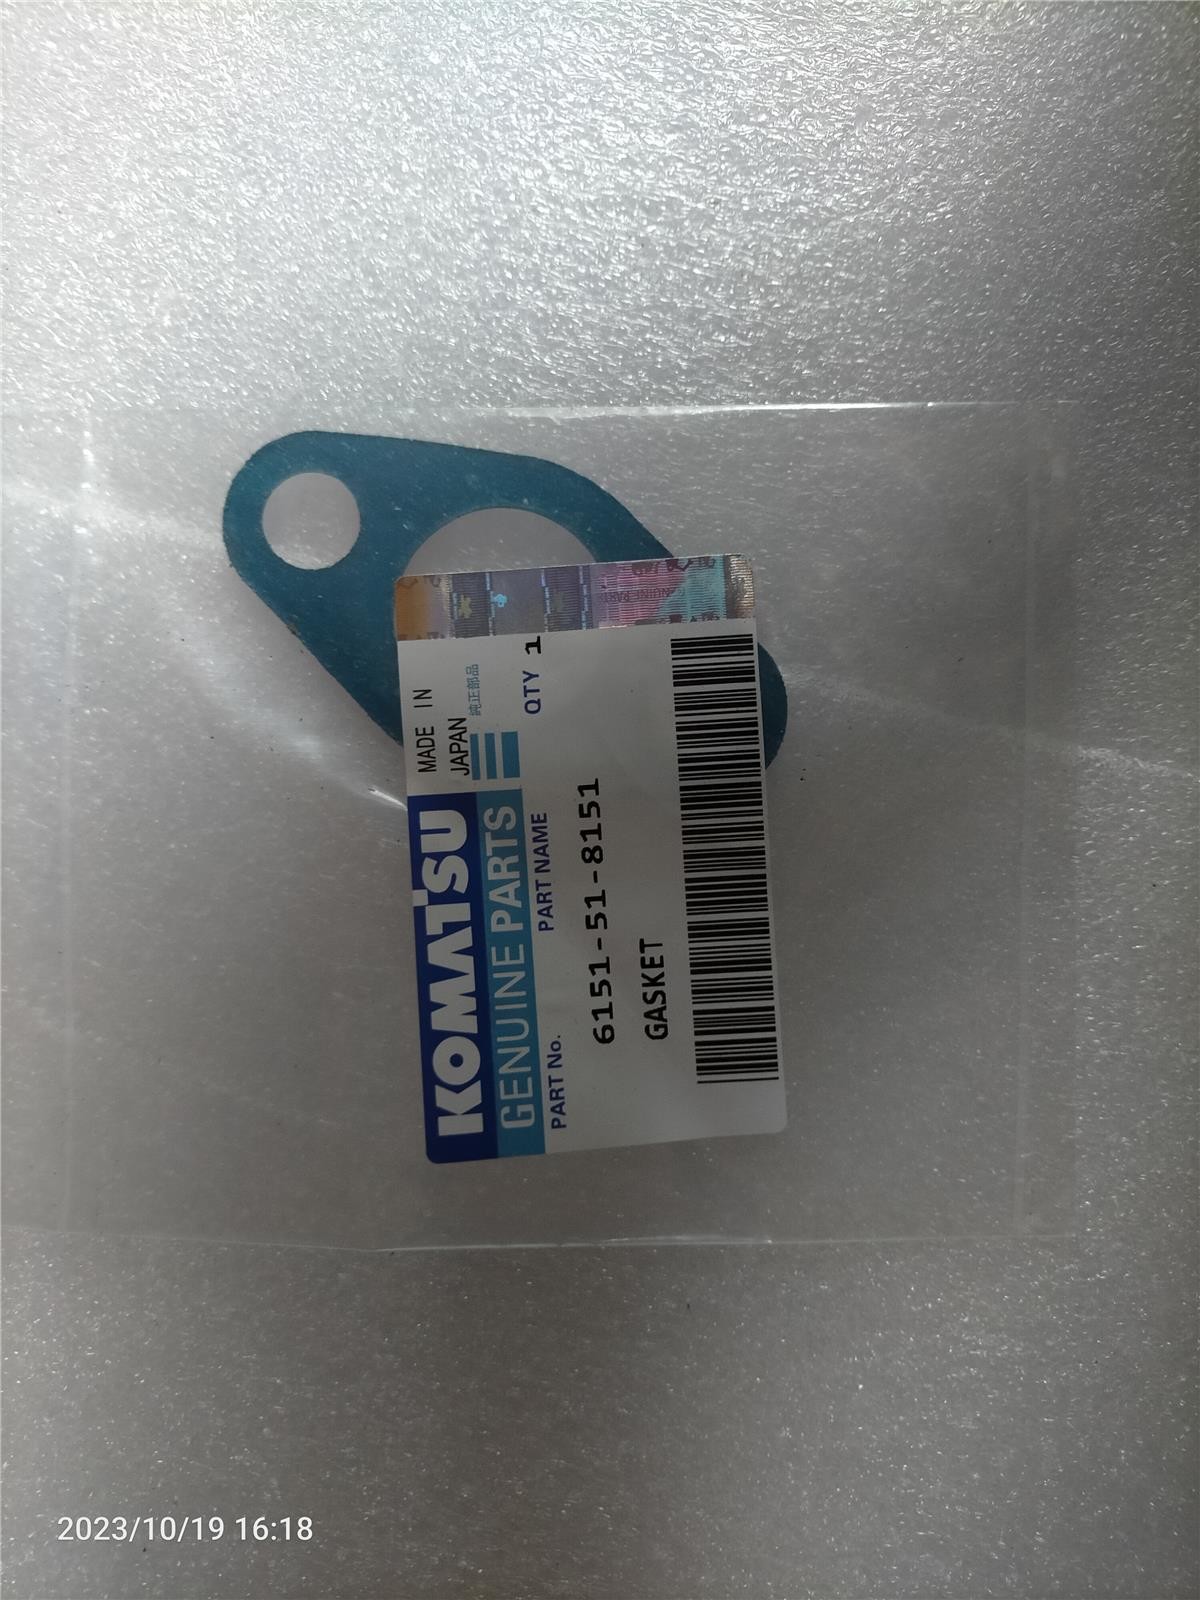 KOMATSU
MADE IN
JAPAN
GENUINE PARTS
純正部品
PART No.
PART NAME
QTY 1
6151-51-8151
GASKET
2023/10/19 16:18